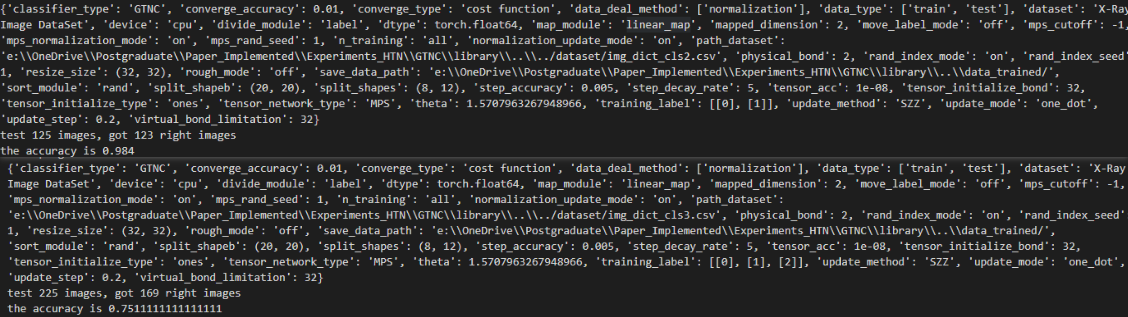 {'classifier_type': 'GTNC', 'converge_accuracy': 0.01, 'converge_type': 'cost function', 'data_deal_method': ['normalization'], 'data_type': ['train', 'test'], 'dataset': 'X-Ray
Image DataSet', 'device': 'cpu', 'divide_module': 'label', 'dtype': torch.float64, 'map_module': 'linear_map', 'mapped_dimension': 2, 'move_label_mode': 'off', 'mps_cutoff': -1,
'mps_normalization_mode': 'on', 'mps_rand_seed': 1, 'n_training': 'all', 'normalization_update_mode': 'on', 'path_dataset':
'e:\\OneDrive\\Postgraduate\\Paper_Implemented\\Experiments_HTN\\GTNC\\library\\..\\../dataset/img_dict_cls2.csv', 'physical_bond': 2, 'rand_index_mode': 'on', 'rand_index_seed'
1, 'resize_size': (32, 32), 'rough_mode': 'off', 'save_data_path': 'e:\\OneDrive\\Postgraduate\\Paper_Implemented\\Experiments_HTN\\GTNC\\library\\..\\data_trained/',
'sort_module': 'rand', 'split_shapeb': (20, 20), 'split_shapes': (8, 12), 'step_accuracy': 0.005, 'step_decay_rate': 5, 'tensor_acc': 1e-08, 'tensor_initialize_bond': 32,
'tensor_initialize_type': 'ones', 'tensor_network_type': 'MPS', 'theta': 1.5707963267948966, 'training_label': [[0], [1]], 'update_method': 'SZZ', 'update_mode': 'one_dot',
'update_step': 0.2, 'virtual_bond_limitation': 32}
test 125 images, got 123 right images
the accuracy is 0.984
{'classifier_type': 'GTNC', 'converge_accuracy': 0.01, 'converge_type': 'cost function', 'data_deal_method': ['normalization'], 'data_type': ['train', 'test'], 'dataset': 'X-Ray
Image DataSet', 'device': 'cpu', 'divide_module': 'label', 'dtype': torch.float64, 'map_module': 'linear_map', 'mapped_dimension': 2, 'move_label_mode': 'off', 'mps_cutoff': -1,
'mps_normalization_mode': 'on', 'mps_rand_seed': 1, 'n_training': 'all', 'normalization_update_mode': 'on', 'path_dataset':
'e:\\OneDrive\\Postgraduate\\Paper_Implemented\\Experiments_HTN\\GTNC\\library\\..\\../dataset/img_dict_cls3.csv', 'physical_bond': 2, 'rand_index_mode': 'on', 'rand_index_seed'
1, 'resize_size': (32, 32), 'rough_mode': 'off', 'save_data_path': 'e:\\OneDrive\\Postgraduate\\Paper_Implemented\\Experiments_HTN\\GTNC\\library\\..\\data_trained/',
'sort_module': 'rand', 'split_shapeb': (20, 20), 'split_shapes': (8, 12), 'step_accuracy': 0.005, 'step_decay_rate': 5, 'tensor_acc': 1e-08, 'tensor_initialize_bond': 32,
'tensor_initialize_type': 'ones', 'tensor_network_type': 'MPS', 'theta': 1.5707963267948966, 'training_label': [[0], [1], [2]], 'update_method': 'SZZ', 'update_mode': 'one_dot',
'update_step': 0.2, 'virtual_bond_limitation': 32}
test 225 images, got 169 right images
the accuracy is 0.7511111111111111